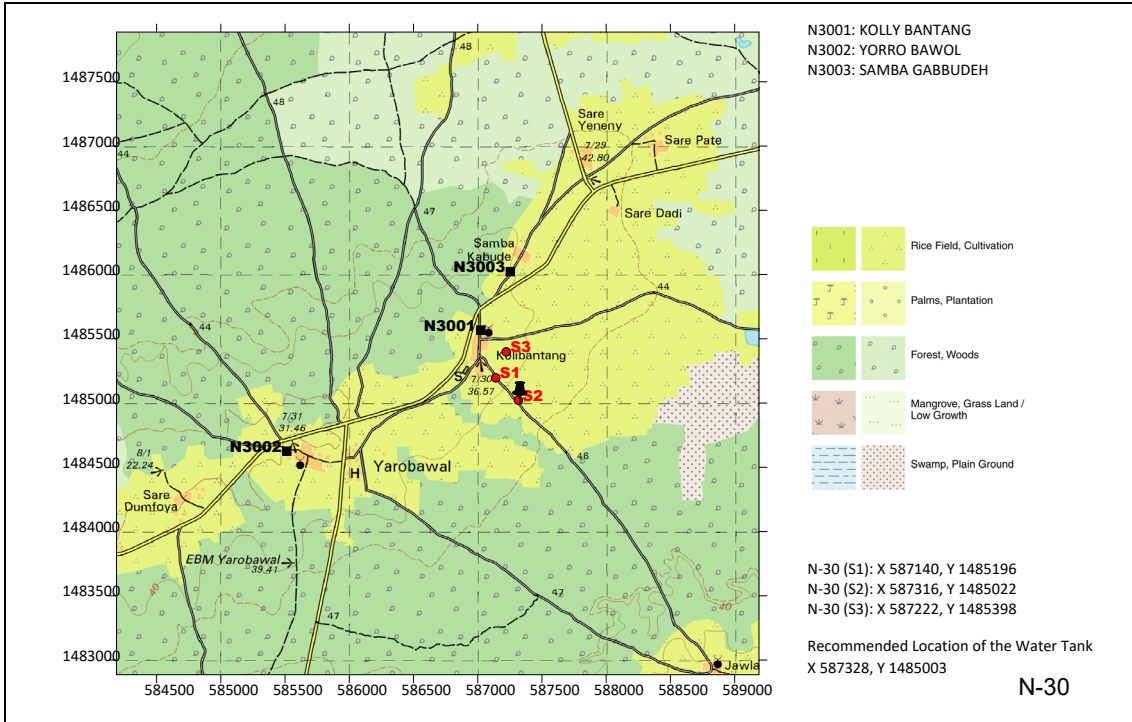 N3001: KOLLY BANTANG
N3002: YORRO BAWOL
N3003: SAMBA GABBUDEH
1487500
1487000
1486500
1486000
1485500
1485000
1484500
1484000
1483500
1483000
48
48
44
47
Sare
Yeneny
7/29
42.80
Sare Pate
Sare Dadi
Samba
Kabude
N3003
44
N3001
44
S3
Kolibantang
S
S1
7/30
36.57
S2
7/31
31.46
N3002
8/1
22.24
Yarobawal
H
46
Sare
Dumfoya
EBM Yarobawal
39.41
40
47
47
40
Jawla
584500 585000 585500 586000 586500 587000 587500 588000 588500 589000
Rice Field, Cultivation
Palms, Plantation
Forest, Woods
Mangrove, Grass Land /
Low Growth
Swamp, Plain Ground
N-30 (S1): X 587140, Y 1485196
N-30 (S2): X 587316, Y 1485022
N-30 (S3): X 587222, Y 1485398
Recommended Location of the Water Tank
X 587328, Y 1485003
N-30